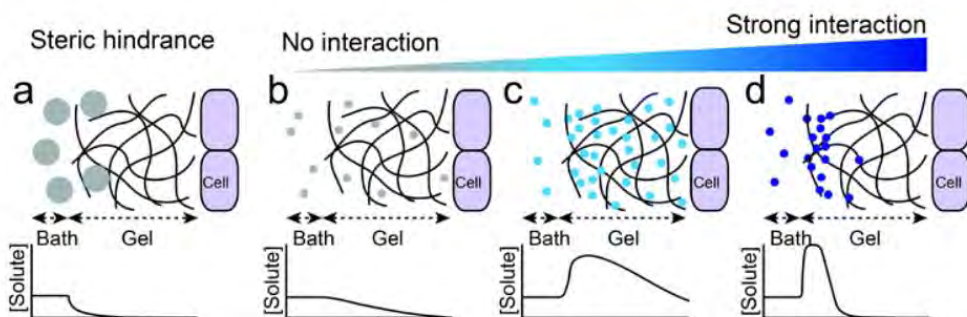 Steric hindrance
No interaction
Strong interaction
a
b
c
d
Cell
Cell
Cell
Bath Gel
Bath Gel
Bath Gel
Bath Gel
[Solute]
[Solute]
[Solute]
[Solute]